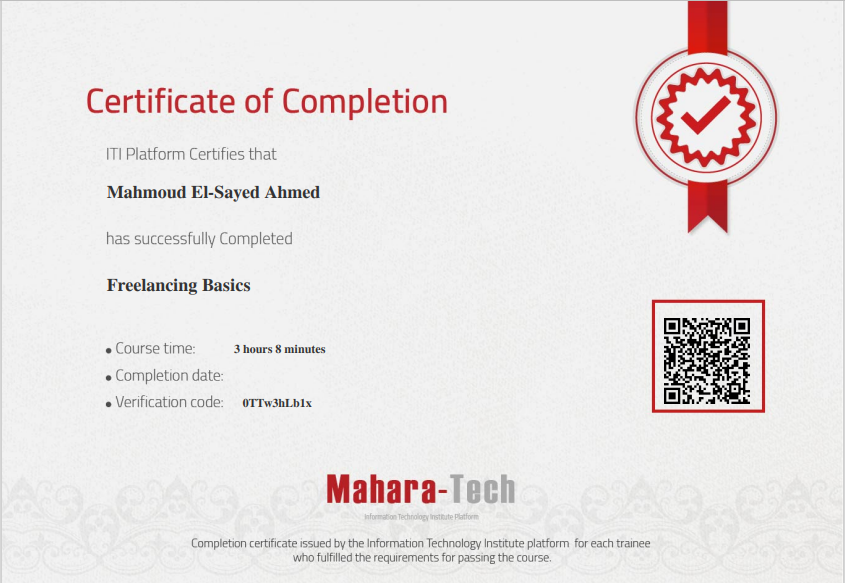 Certificate of Completion
ITI Platform Certifies that
Mahmoud El-Sayed Ahmed
has successfully Completed
Freelancing Basics
• Course time: 3 hours 8 minutes
• Completion date:
• Verification code: 0TTw3hLb1x
Mahara-Tech
Information Technology Institute Platform
Completion certificate issued by the Information Technology Institute platform for each trainee
who fulfilled the requirements for passing the course.